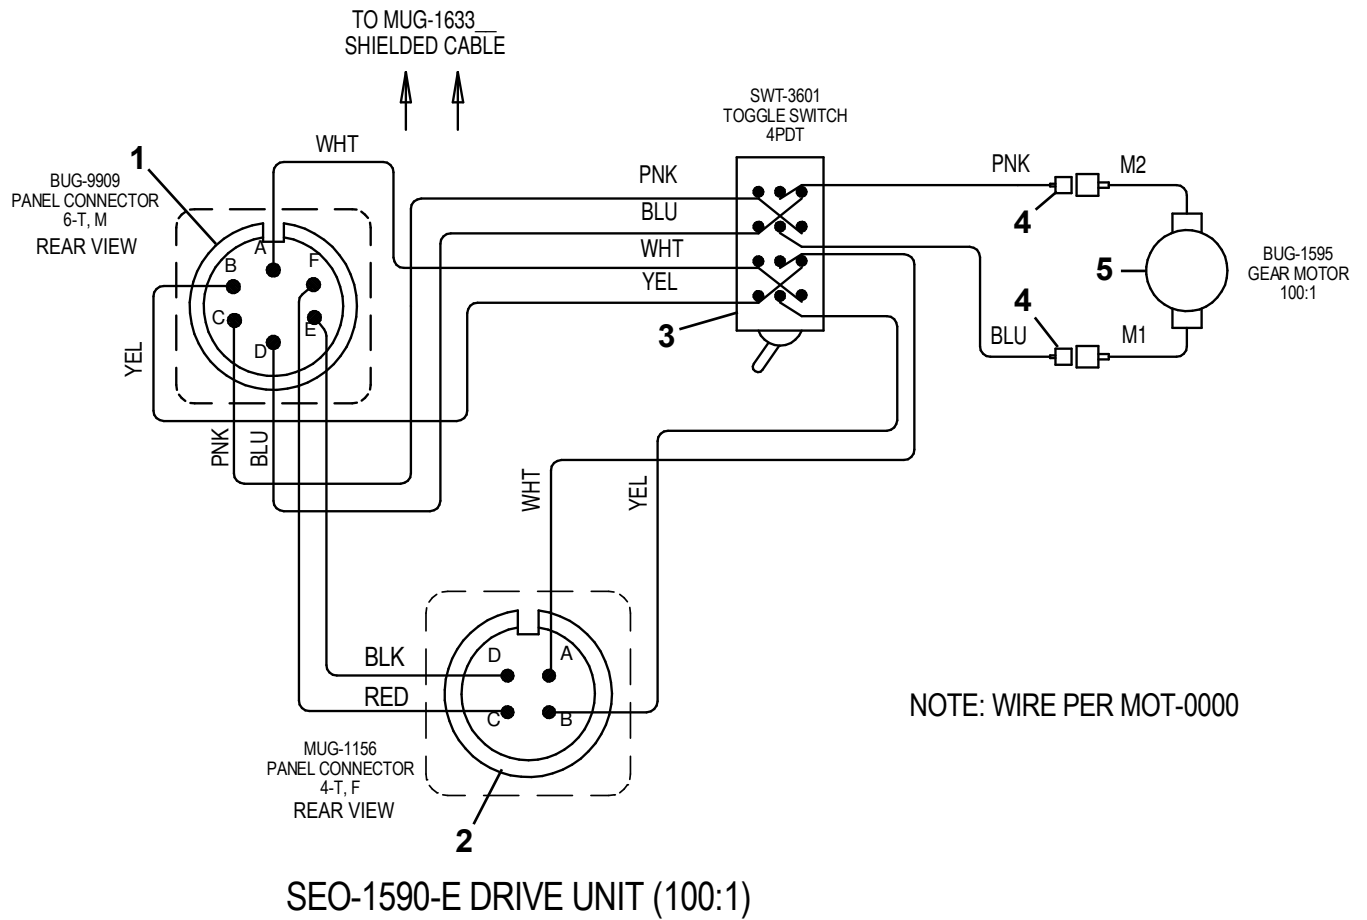 TO MUG-1633__
SHIELDED CABLE
SWT-3601
TOGGLE SWITCH
4PDT
WHT
1
BUG-9909
PANEL CONNECTOR
6-T, M
REAR VIEW
A
B
F
C
E
D
YEL
PNK
BLU
PNK
BLU
WHT
YEL
3
PNK
M2
4
BUG-1595
GEAR MOTOR
100:1
5
4
BLU
M1
WHT
YEL
BLK
RED
D
A
C
B
MUG-1156
PANEL CONNECTOR
4-T, F
REAR VIEW
2
NOTE: WIRE PER MOT-0000
SEO-1590-E DRIVE UNIT (100:1)